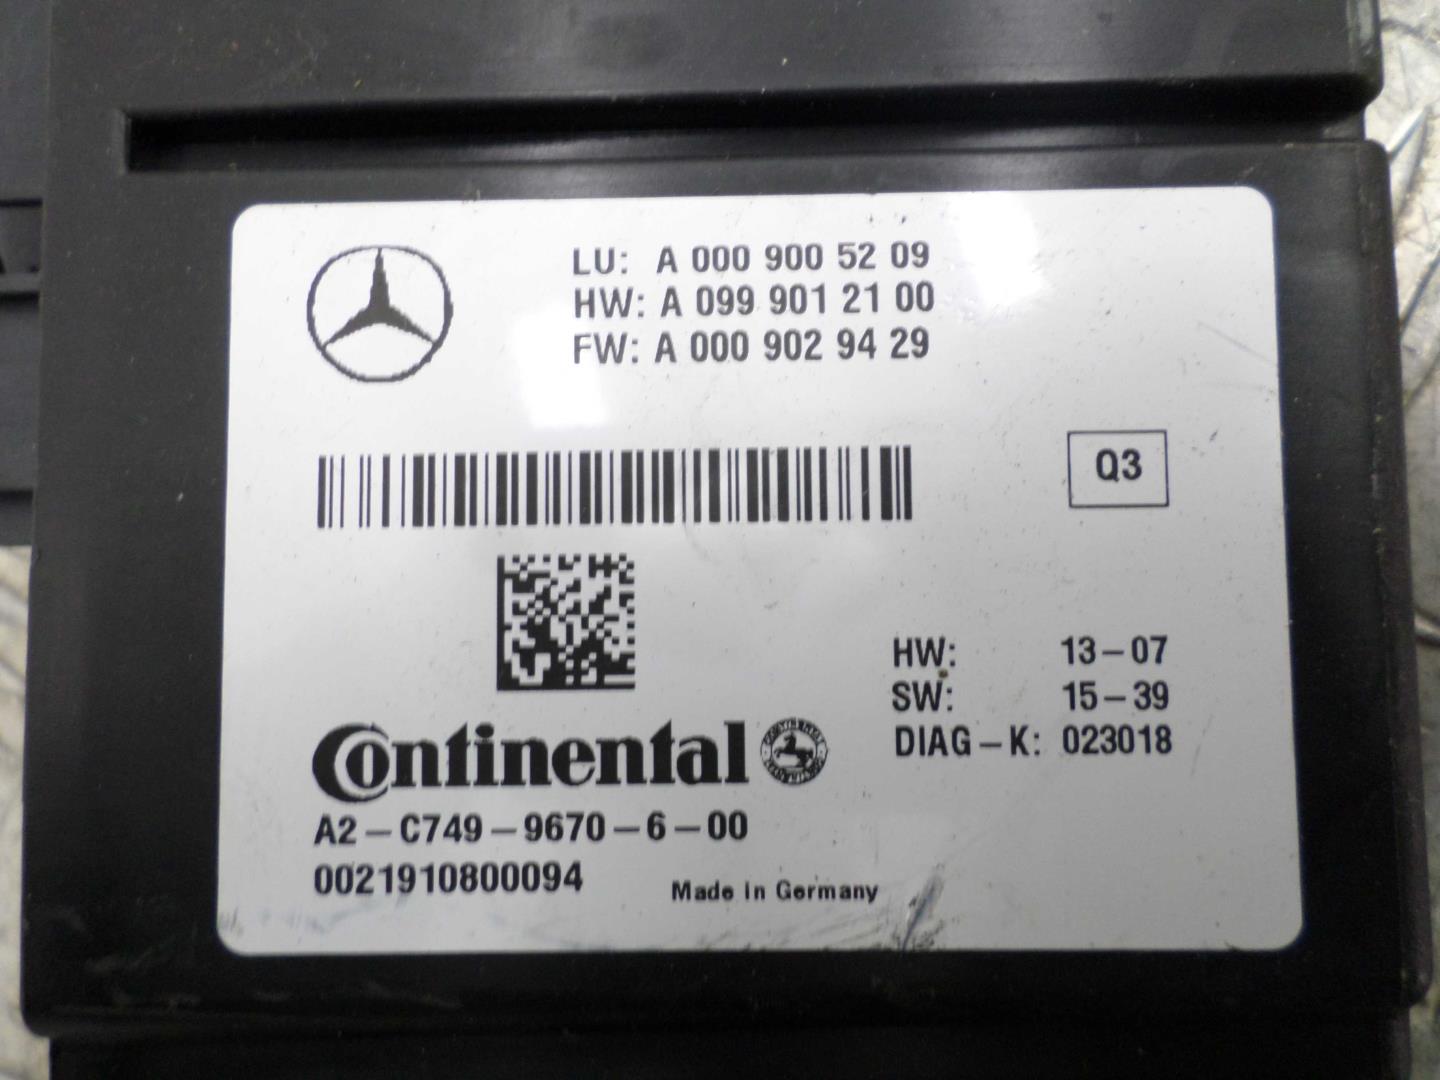 LU: A 000 900 52 09
HW: A 099 901 21 00
FW: A 000 902 94 29
Q3
HW: 13-07
SW: 15-39
DIAG-K: 023018
Continental
A2-C749-9670-6-00
0021910800094
Made in Germany